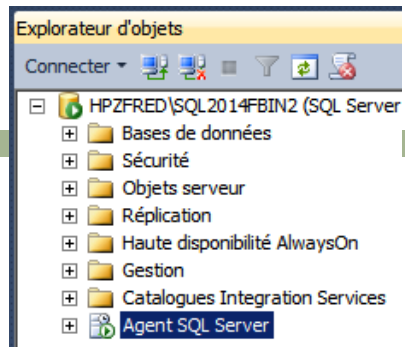 Explorateur d'objets
Connecter
HPZFRED\SQL2014FBIN2 (SQL Server
Bases de données
Sécurité
Objets serveur
Réplication
Haute disponibilité AlwaysOn
Gestion
Catalogues Integration Services
Agent SQL Server